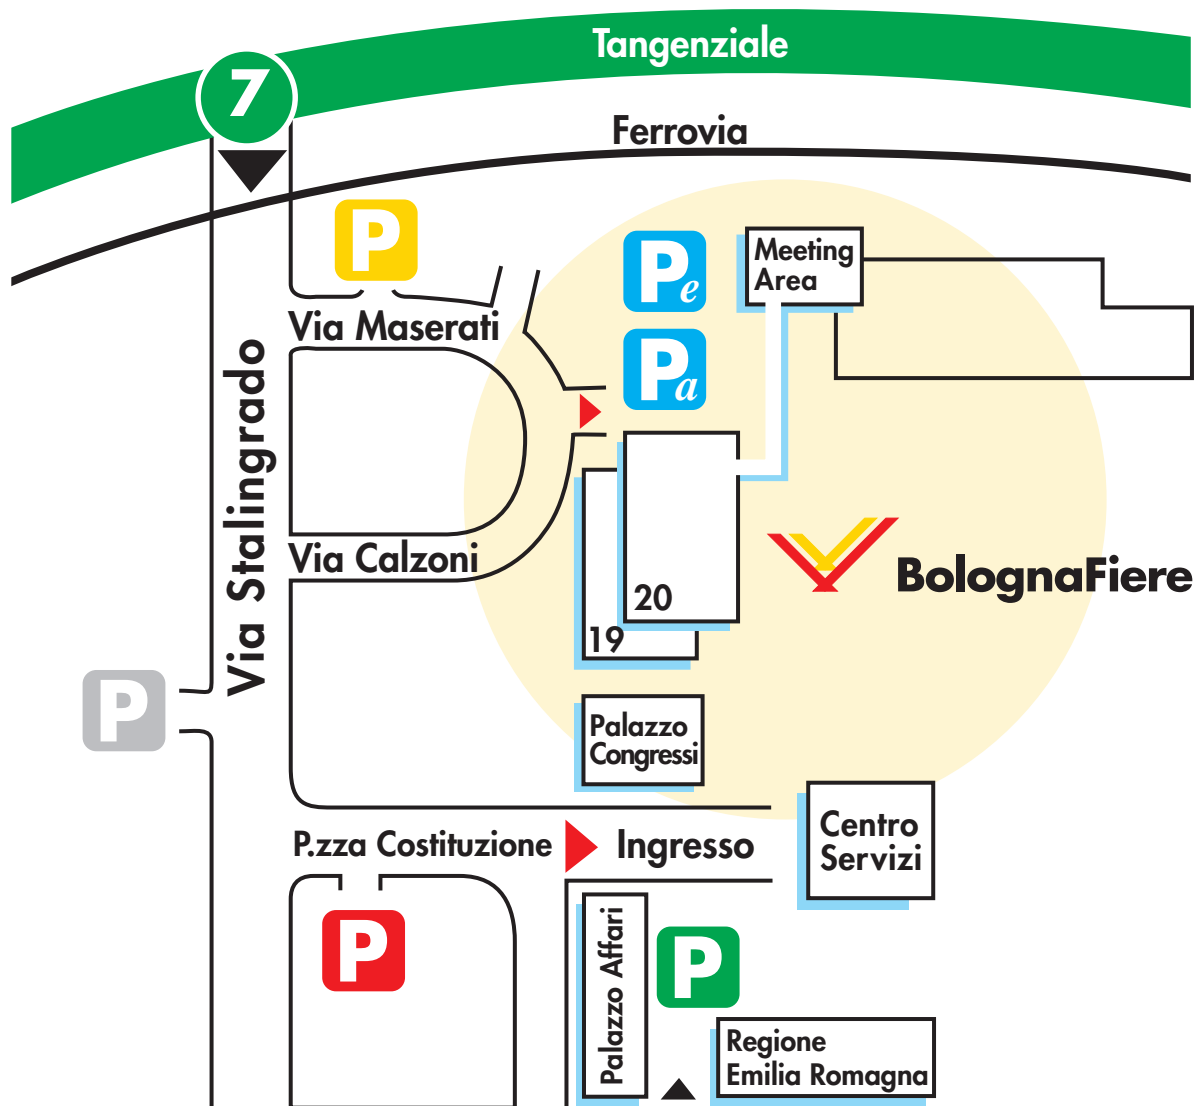 Tangenziale
7
Ferrovia
P
Pe
Meeting
Area
Via Maserati
Pa
Via Stalingrado
Via Calzoni
20
19
BolognaFiere
P
Palazzo
Congressi
P.zza Costituzione
Ingresso
Centro
Servizi
P
Palazzo Affari
P
Regione
Emilia Romagna